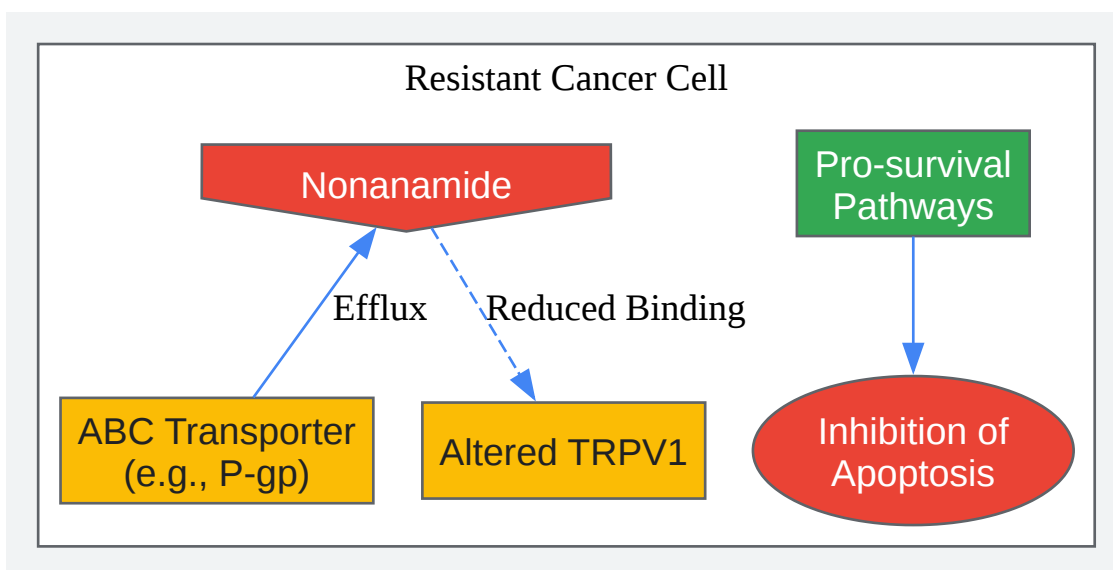 Resistant Cancer Cell
Nonanamide
Pro-survival
Pathways
Efflux
Reduced Binding
ABC Transporter
(e.g., P-gp)
Altered TRPV1
Inhibition of
Apoptosis